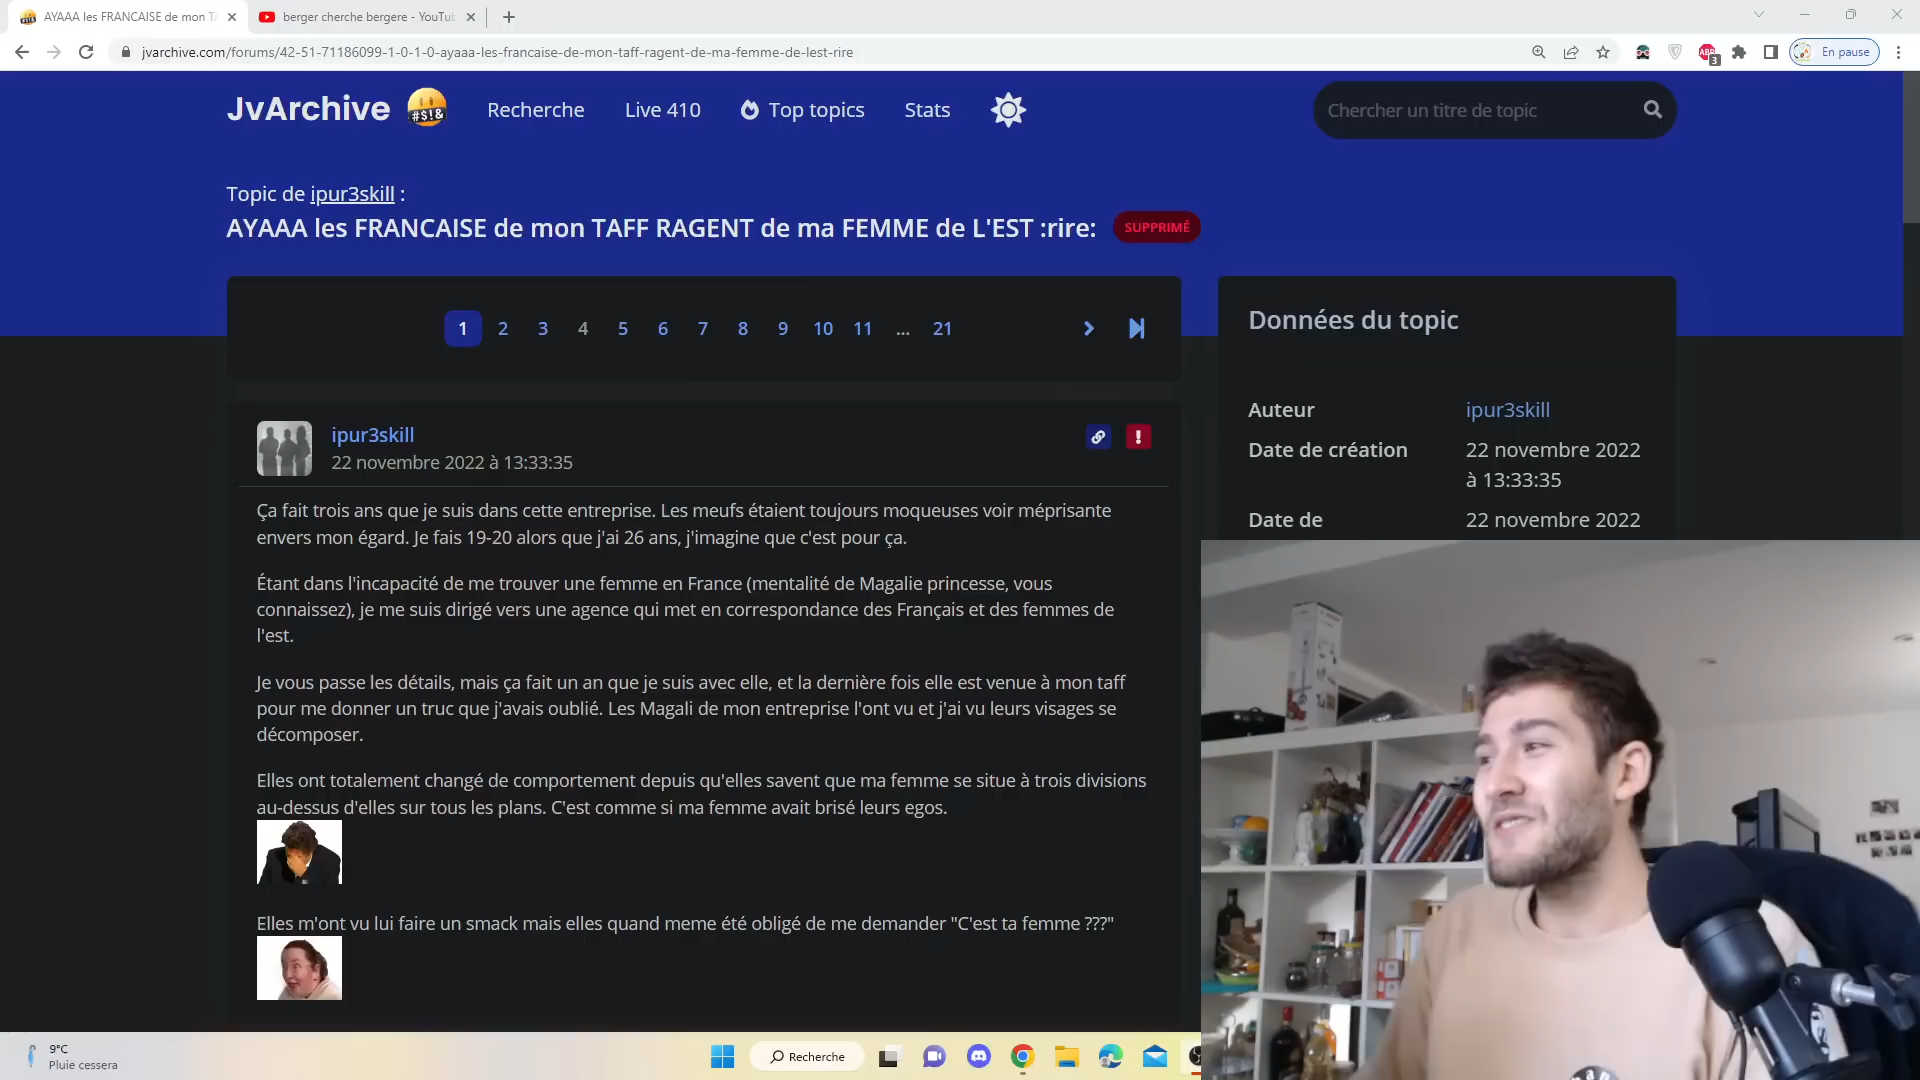 AYAAA les FRANCAISE de mon T
berger cherche bergere - YouTu
jvarchive.com/forums/42-51-71186099-1-0-1-0-ayaaa-les-francaise-de-mon-taff-ragent-de-ma-femme-de-lest-rire
ABP
3
En pause
JvArchive
#$!&
Recherche
Live 410
Top topics
Stats
Chercher un titre de topic
Topic de ipur3skill :
AYAAA les FRANCAISE de mon TAFF RAGENT de ma FEMME de L'EST :rire:
SUPPRIMÉ
1 2 3 4 5 6 7 8 9 10 11 ... 21
Données du topic
Auteur ipur3skill
Date de création 22 novembre 2022
à 13:33:35
Date de 22 novembre 2022
ipur3skill
22 novembre 2022 à 13:33:35
Ça fait trois ans que je suis dans cette entreprise. Les meufs étaient toujours moqueuses voir méprisante
envers mon égard. Je fais 19-20 alors que j'ai 26 ans, j'imagine que c'est pour ça.
Étant dans l'incapacité de me trouver une femme en France (mentalité de Magalie princesse, vous
connaissez), je me suis dirigé vers une agence qui met en correspondance des Français et des femmes de
l'est.
Je vous passe les détails, mais ça fait un an que je suis avec elle, et la dernière fois elle est venue à mon taff
pour me donner un truc que j'avais oublié. Les Magali de mon entreprise l'ont vu et j'ai vu leurs visages se
décomposer.
Elles ont totalement changé de comportement depuis qu'elles savent que ma femme se situe à trois divisions
au-dessus d'elles sur tous les plans. C'est comme si ma femme avait brisé leurs egos.
Elles m'ont vu lui faire un smack mais elles quand meme été obligé de me demander "C'est ta femme ???"
9°C
Pluie cessera
Recherche